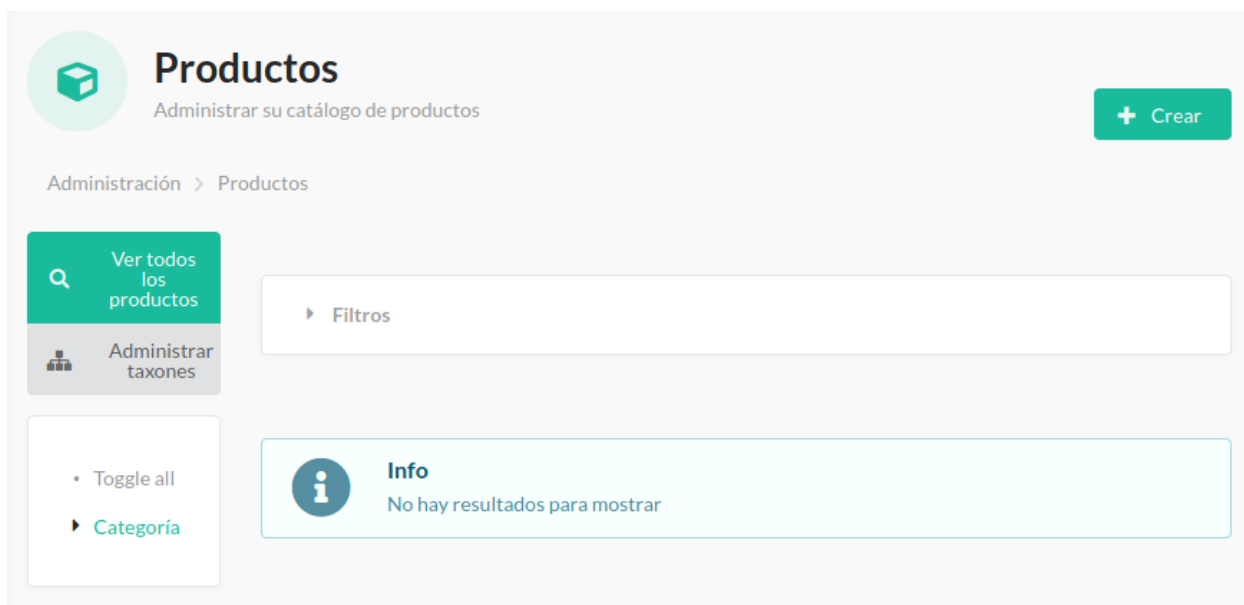 Productos
Administrar su catálogo de productos
Crear
Administración > Productos
Ver todos
los
productos
Administrar
taxones
Toggle all
Categoría
Filtros
Info
No hay resultados para mostrar